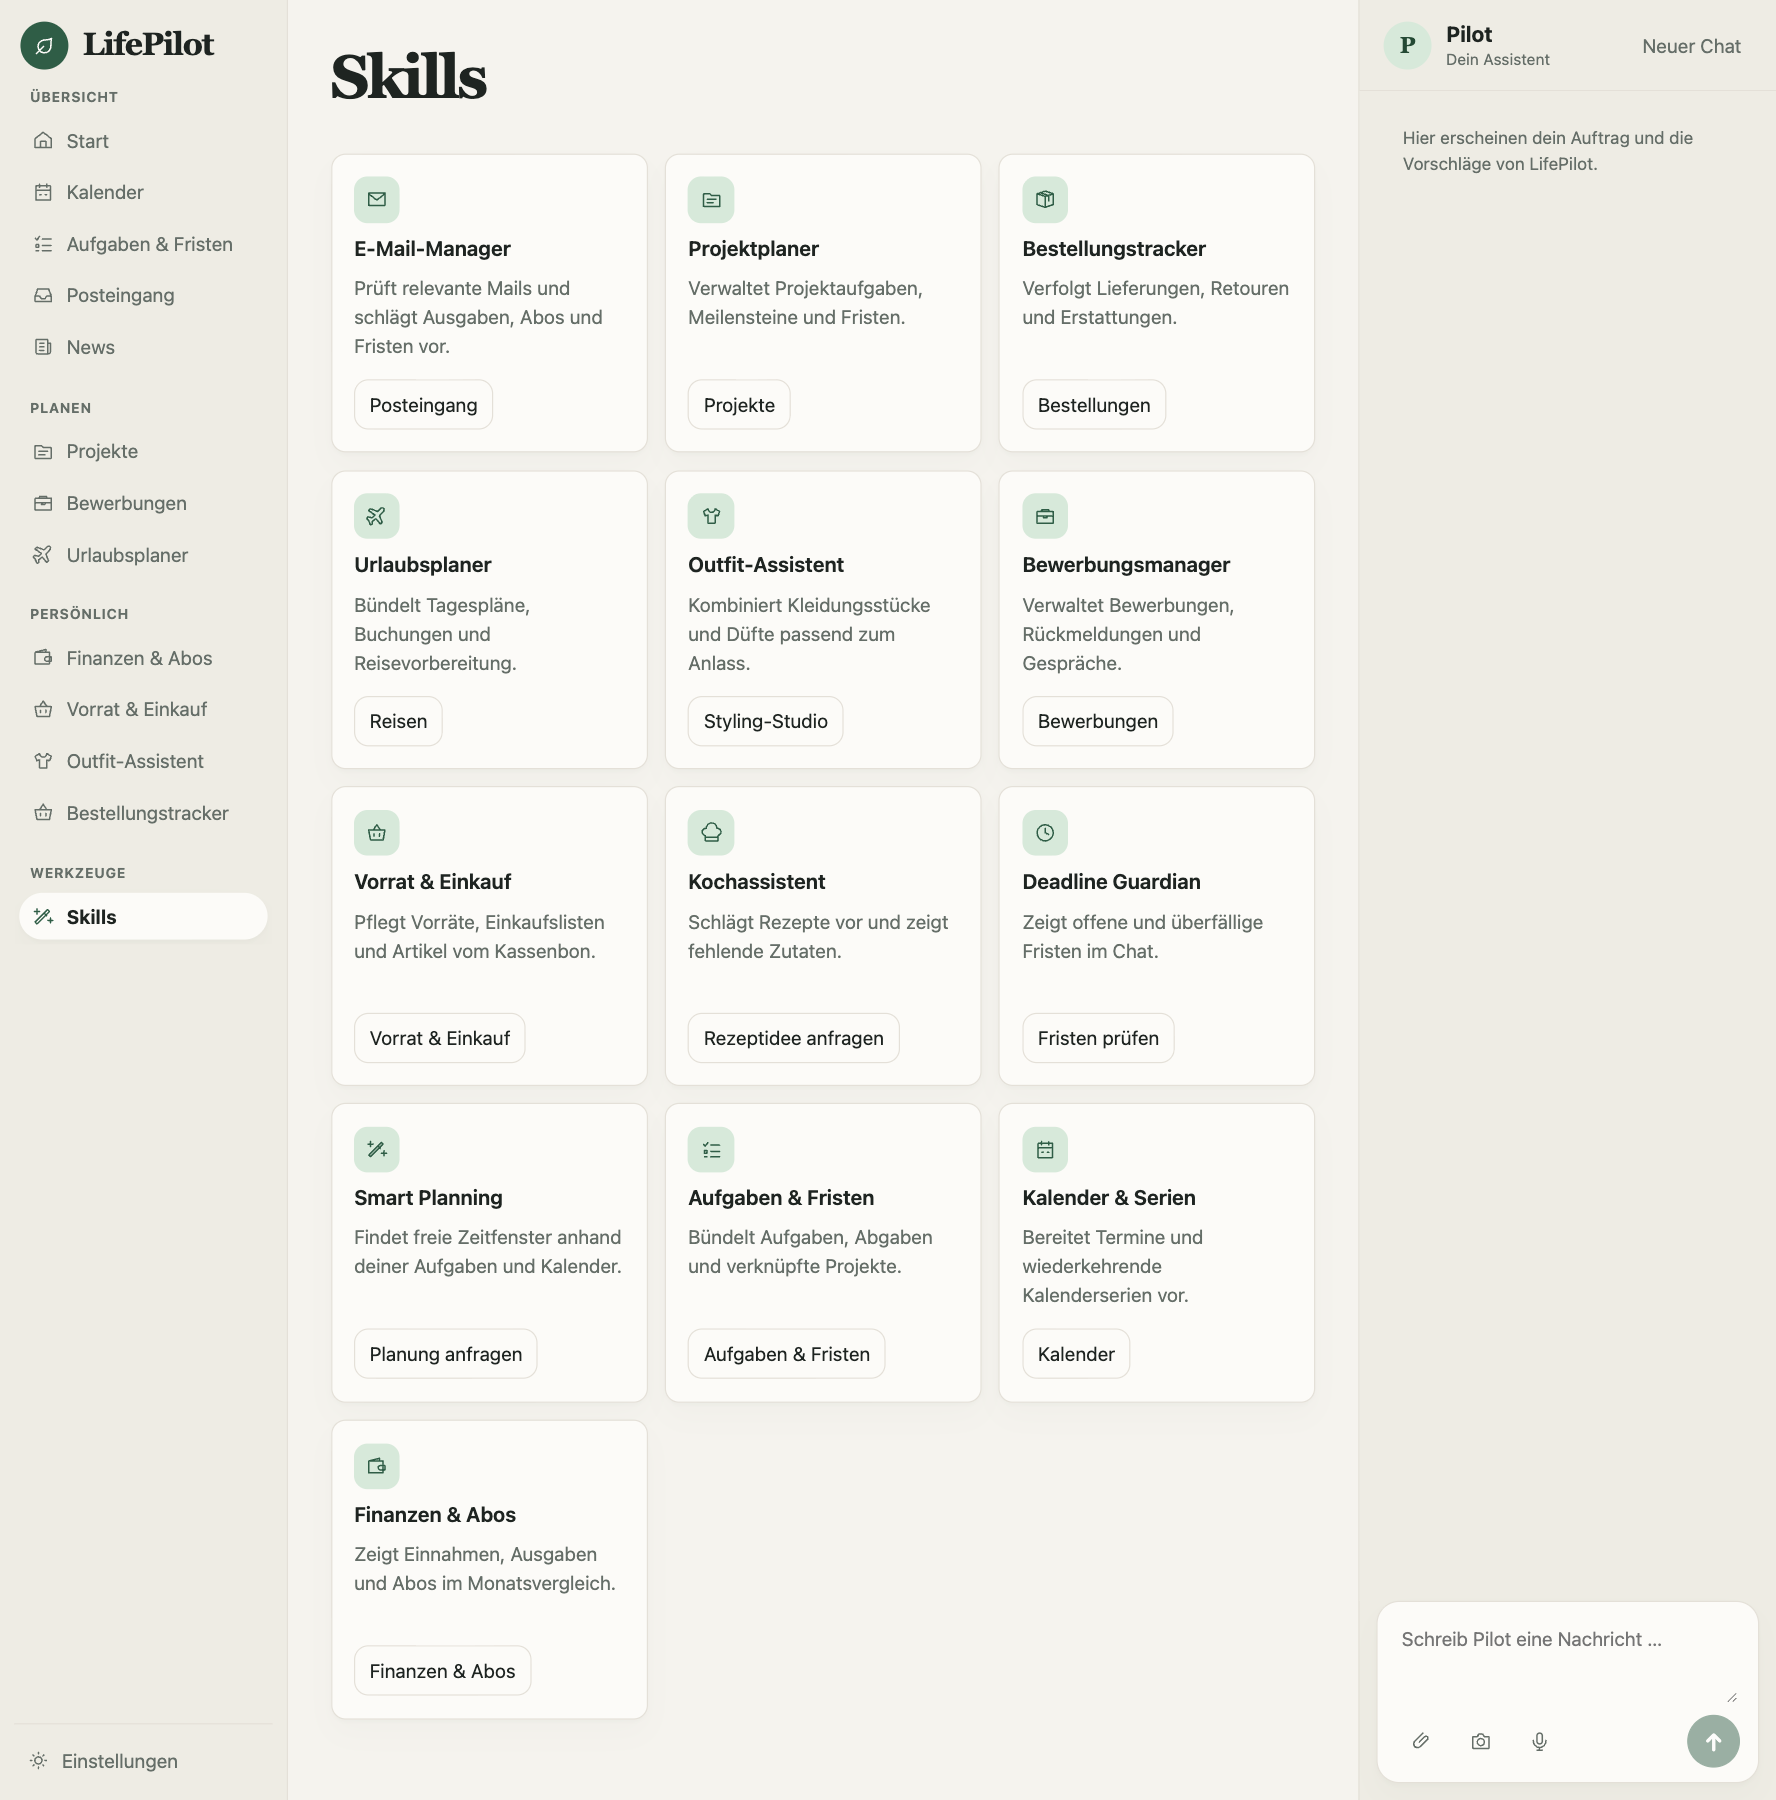 LifePilot
ÜBERSICHT
Start
Kalender
Aufgaben & Fristen
Posteingang
News
PLANEN
Projekte
Bewerbungen
Urlaubsplaner
PERSÖNLICH
Finanzen & Abos
Vorrat & Einkauf
Outfit-Assistent
Bestellungstracker
WERKZEUGE
Skills
Einstellungen
Skills
E-Mail-Manager
Prüft relevante Mails und
schlägt Ausgaben, Abos und
Fristen vor.
Posteingang
Projektplaner
Verwaltet Projektaufgaben,
Meilensteine und Fristen.
Projekte
Bestellungstracker
Verfolgt Lieferungen, Retouren
und Erstattungen.
Bestellungen
Urlaubsplaner
Bündelt Tagespläne,
Buchungen und
Reisevorbereitung.
Reisen
Outfit-Assistent
Kombiniert Kleidungsstücke
und Düfte passend zum
Anlass.
Styling-Studio
Bewerbungsmanager
Verwaltet Bewerbungen,
Rückmeldungen und
Gespräche.
Bewerbungen
Vorrat & Einkauf
Pflegt Vorräte, Einkaufslisten
und Artikel vom Kassenbon.
Vorrat & Einkauf
Kochassistent
Schlägt Rezepte vor und zeigt
fehlende Zutaten.
Rezeptidee anfragen
Deadline Guardian
Zeigt offene und überfällige
Fristen im Chat.
Fristen prüfen
Smart Planning
Findet freie Zeitfenster anhand
deiner Aufgaben und Kalender.
Planung anfragen
Aufgaben & Fristen
Bündelt Aufgaben, Abgaben
und verknüpfte Projekte.
Aufgaben & Fristen
Kalender & Serien
Bereitet Termine und
wiederkehrende
Kalenderserien vor.
Kalender
Finanzen & Abos
Zeigt Einnahmen, Ausgaben
und Abos im Monatsvergleich.
Finanzen & Abos
P
Pilot
Dein Assistent
Neuer Chat
Hier erscheinen dein Auftrag und die
Vorschläge von LifePilot.
Schreib Pilot eine Nachricht ...